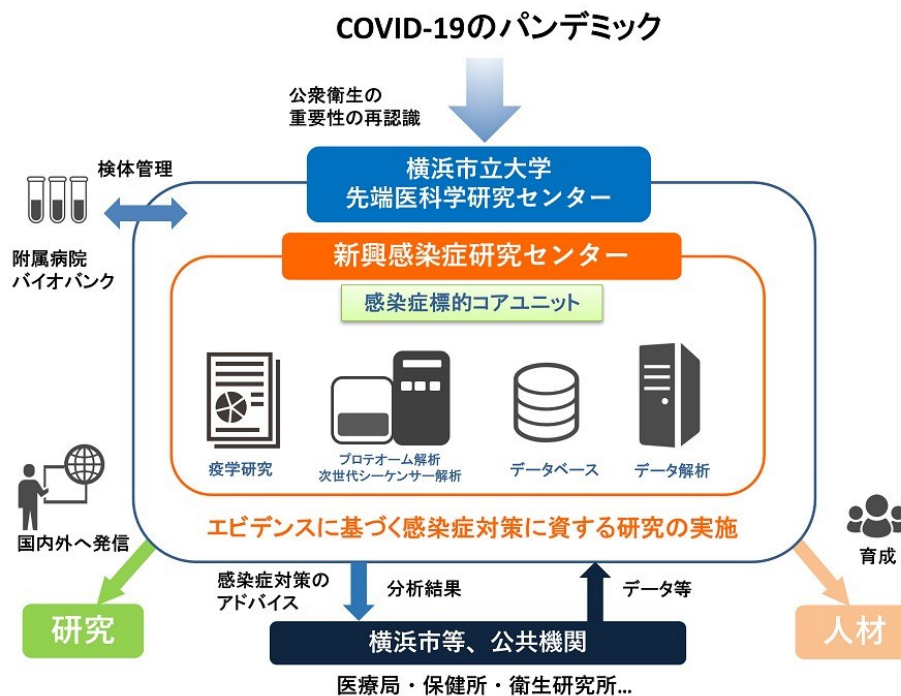 COVID-19のパンデミック
公衆衛生の
重要性の再認識
検体管理
横浜市立大学
先端医科学研究センター
附属病院
バイオバンク
新興感染症研究センター
感染症標的コアユニット
疫学研究
プロテオーム解析
次世代シーケンサー解析
データベース
データ解析
エビデンスに基づく感染症対策に資する研究の実施
国内外へ発信
育成
感染症対策の
アドバイス
分析結果
データ等
研究
横浜市等、公共機関
人材
医療局・保健所・衛生研究所…